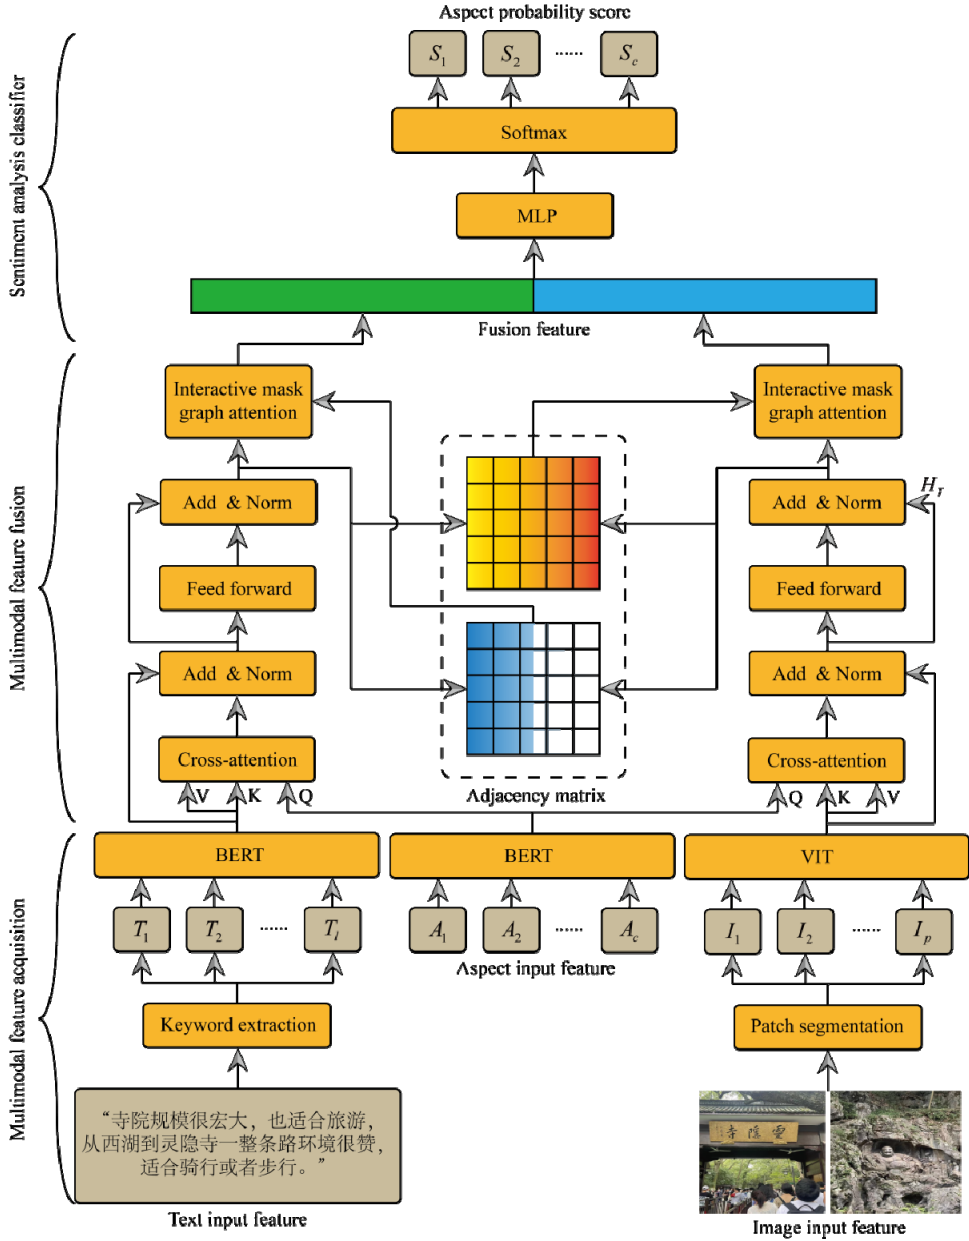 Aspect probability score
S1 S2 ...... Sc
Softmax
MLP
Fusion feature
Sentiment analysis classifier
Interactive mask
graph attention
Interactive mask
graph attention
Add & Norm
Add & Norm
HT
Feed forward
Feed forward
Add & Norm
Add & Norm
Cross-attention
Cross-attention
V K Q
Adjacency matrix
Q K V
Multimodal feature fusion
BERT
BERT
VIT
T1 T2 ...... Tl
A1 A2 ...... Ac
I1 I2 ...... Ip
Aspect input feature
Keyword extraction
Patch segmentation
Multimodal feature acquisition
“寺院规模很宏大，也适合旅游，
从西湖到灵隐寺一整条路环境很赞，
适合骑行或者步行。”
靈隱寺
Text input feature
Image input feature